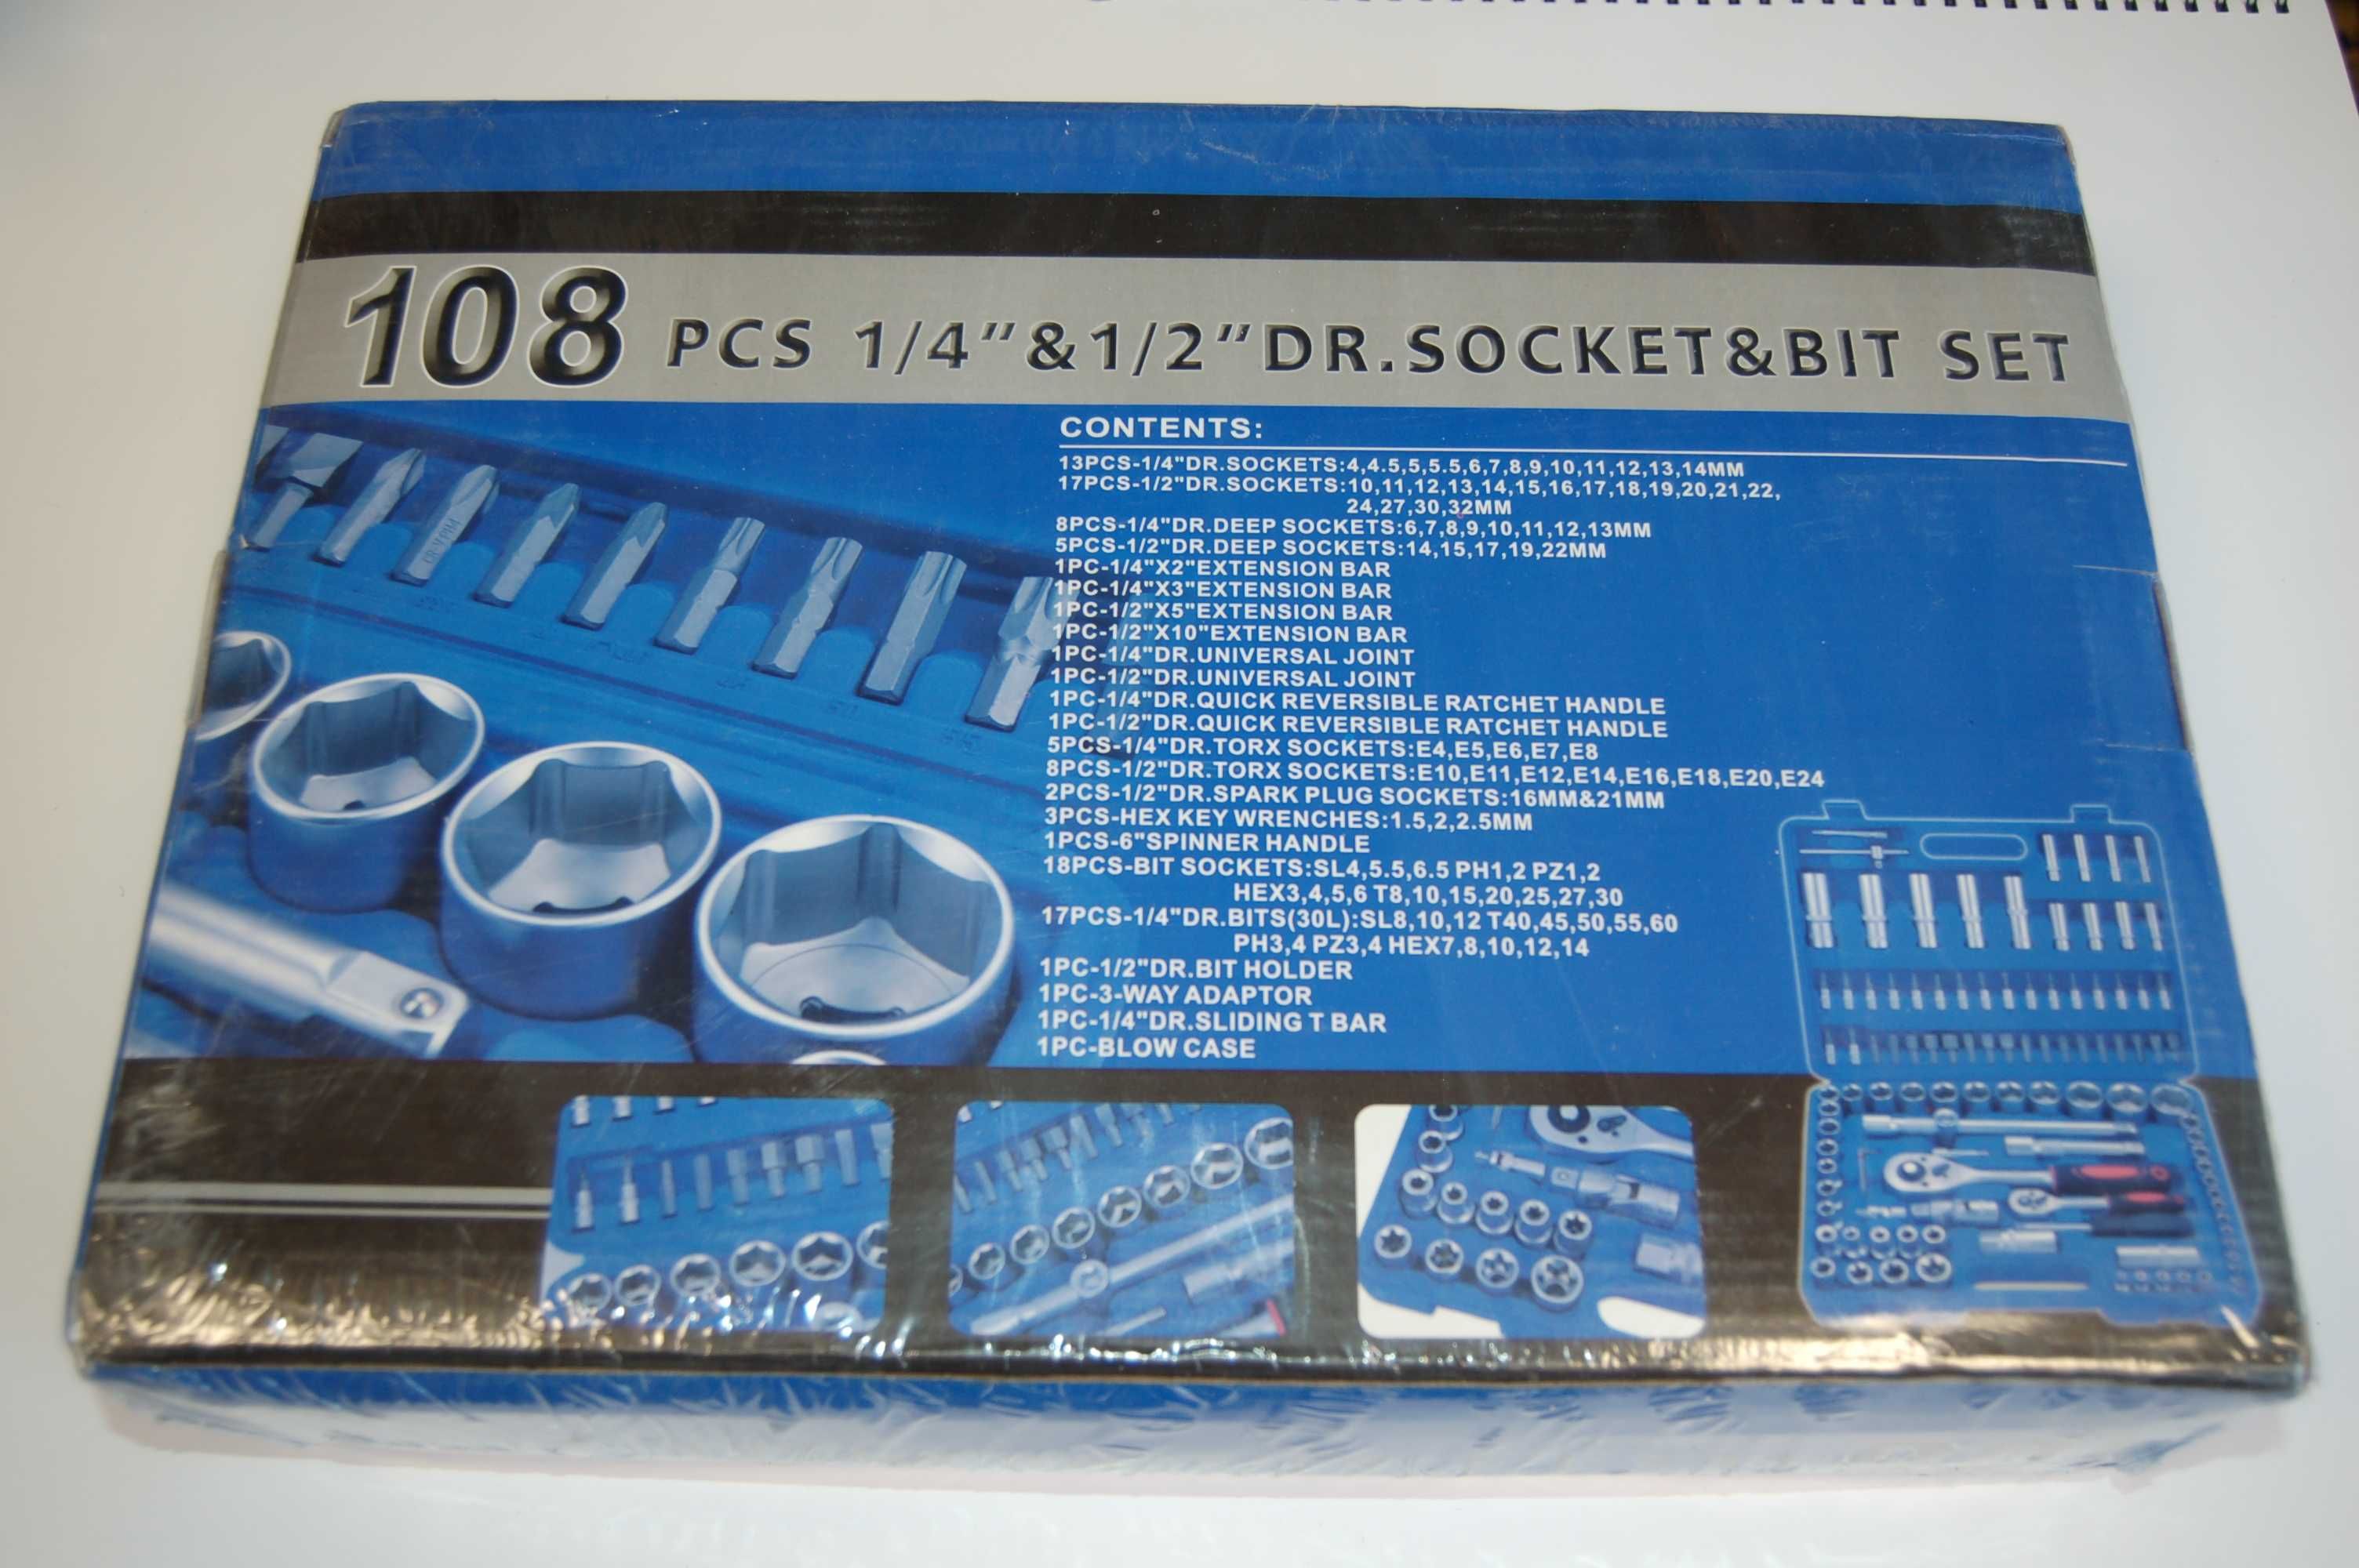 108 PCS 1/4"&1/2"DR.SOCKET&BIT SET
CONTENTS:
13PCS-1/4"DR.SOCKETS:4,4.5,5,5.5,6,7,8,9,10,11,12,13,14MM
17PCS-1/2"DR.SOCKETS:10,11,12,13,14,15,16,17,18,19,20,21,22,
24,27,30,32MM
8PCS-1/4"DR.DEEP SOCKETS:6,7,8,9,10,11,12,13MM
5PCS-1/2"DR.DEEP SOCKETS:14,15,17,19,22MM
1PC-1/4"X2"EXTENSION BAR
1PC-1/4"X3"EXTENSION BAR
1PC-1/2"X5"EXTENSION BAR
1PC-1/2"X10"EXTENSION BAR
1PC-1/4"DR.UNIVERSAL JOINT
1PC-1/2"DR.UNIVERSAL JOINT
1PC-1/4"DR.QUICK REVERSIBLE RATCHET HANDLE
1PC-1/2"DR.QUICK REVERSIBLE RATCHET HANDLE
5PCS-1/4"DR.TORX SOCKETS:E4,E5,E6,E7,E8
8PCS-1/2"DR.TORX SOCKETS:E10,E11,E12,E14,E16,E18,E20,E24
2PCS-1/2"DR.SPARK PLUG SOCKETS:16MM&21MM
3PCS-HEX KEY WRENCHES:1.5,2,2.5MM
1PCS-6"SPINNER HANDLE
18PCS-BIT SOCKETS:SL4,5.5,6.5 PH1,2 PZ1,2
HEX3,4,5,6 T8,10,15,20,25,27,30
17PCS-1/4"DR.BITS(30L):SL8,10,12 T40,45,50,55,60
PH3,4 PZ3,4 HEX7,8,10,12,14
1PC-1/2"DR.BIT HOLDER
1PC-3-WAY ADAPTOR
1PC-1/4"DR.SLIDING T BAR
1PC-BLOW CASE